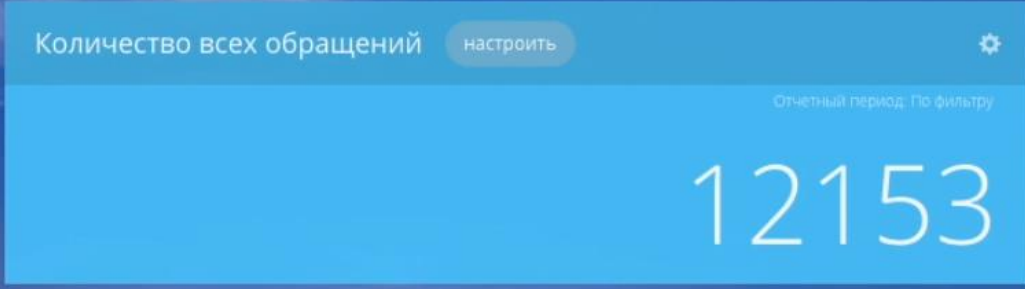 Количество всех обращений настроить
Отчетный период: По фильтру
12153